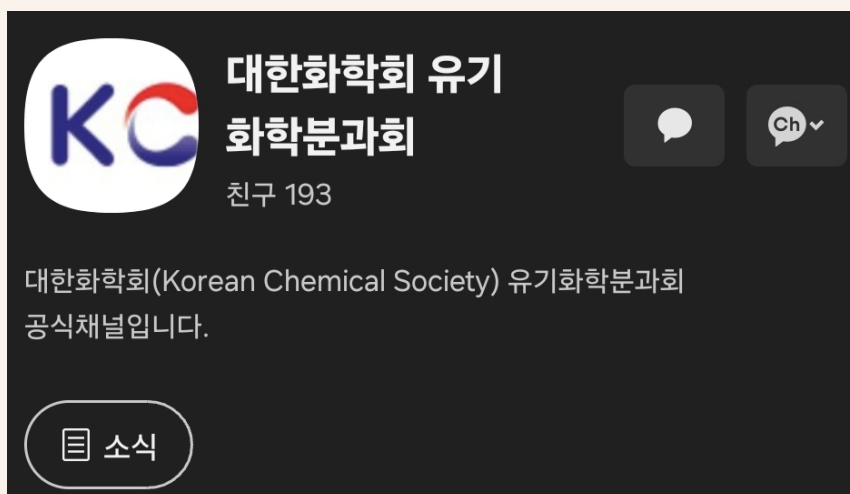 KC
대한화학회 유기
화학분과회
친구 193
Ch
대한화학회(Korean Chemical Society) 유기화학분과회
공식채널입니다.
소식